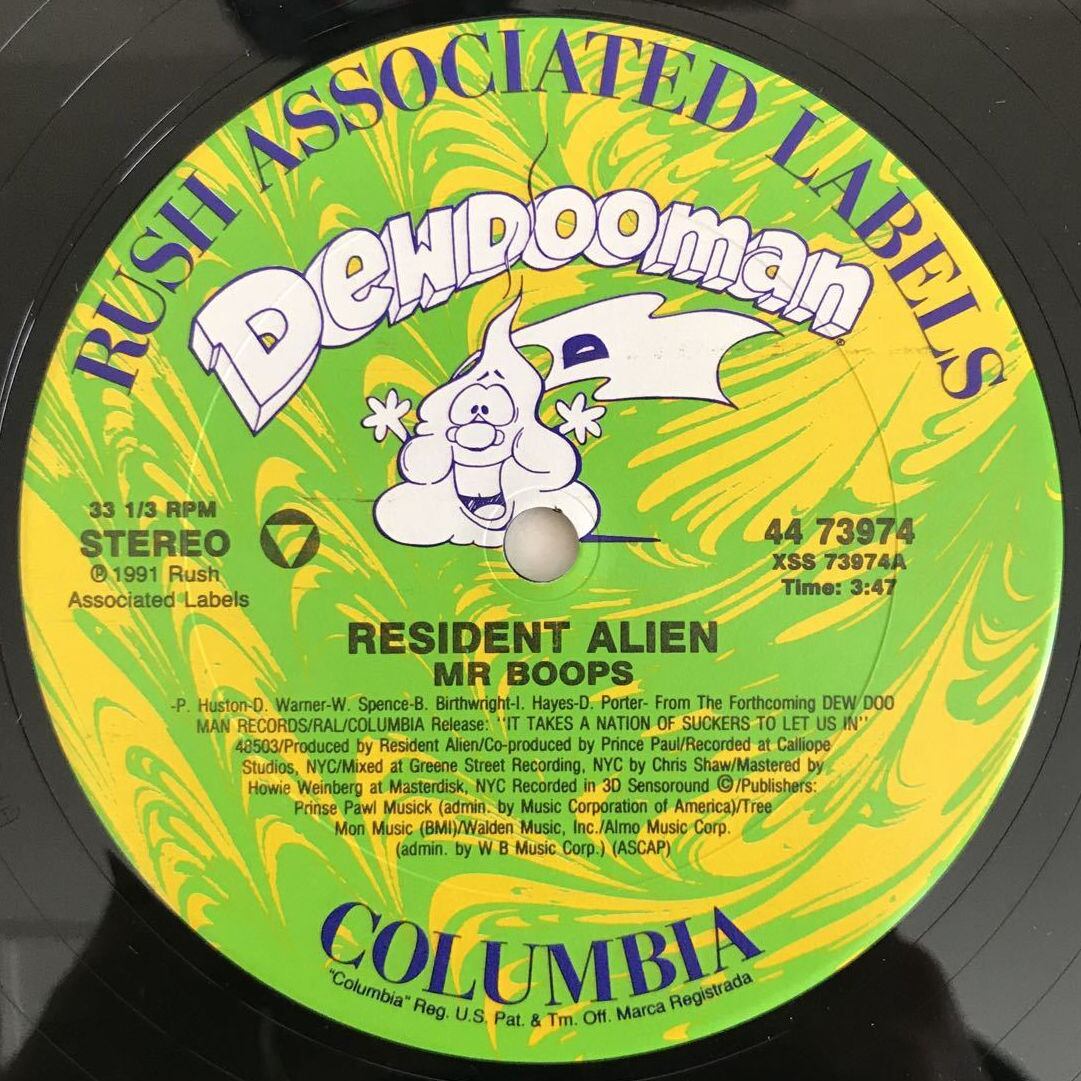 RUSH ASSOCIATED LABELS
DEWDOOMAN
D
33 1/3 RPM
STEREO
℗ 1991 Rush
Associated Labels
44 73974
XSS 73974A
Time: 3:47
RESIDENT ALIEN
MR BOOPS
-P. Huston-D. Warner-W. Spence-B. Birthwright-I. Hayes-D. Porter- From The Forthcoming DEW DOO
MAN RECORDS/RAL/COLUMBIA Release: "IT TAKES A NATION OF SUCKERS TO LET US IN"
48503/Produced by Resident Alien/Co-produced by Prince Paul/Recorded at Calliope
Studios, NYC/Mixed at Greene Street Recording, NYC by Chris Shaw/Mastered by
Howie Weinberg at Masterdisk, NYC Recorded in 3D Sensoround ©/Publishers:
Prinse Pawl Musick (admin. by Music Corporation of America)/Tree
Mon Music (BMI)/Walden Music, Inc./Almo Music Corp.
(admin. by W B Music Corp.) (ASCAP)
COLUMBIA
"Columbia" Reg. U.S. Pat. & Tm. Off. Marca Registrada